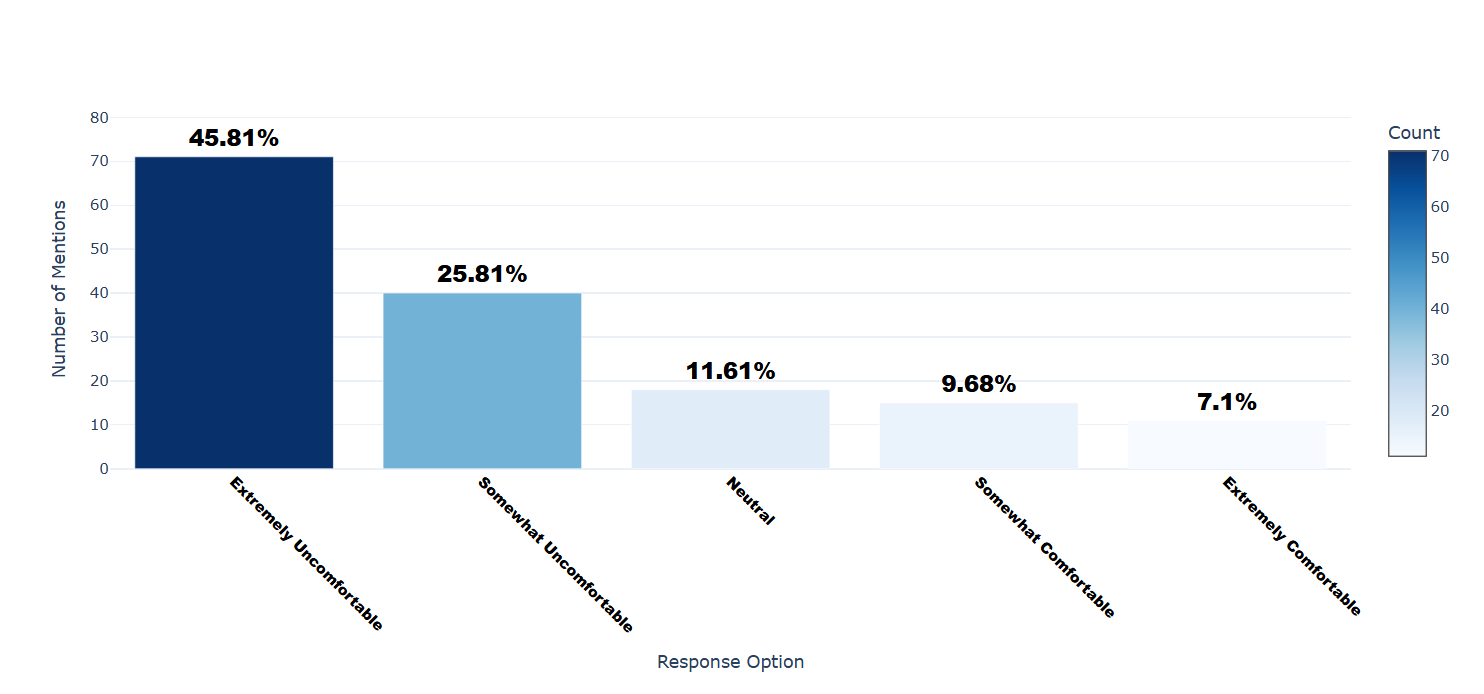 80
70
60
50
40
30
20
10
0
Number of Mentions
45.81%
25.81%
11.61%
9.68%
7.1%
Extremely Uncomfortable
Somewhat Uncomfortable
Neutral
Somewhat Comfortable
Extremely Comfortable
Response Option
Count
70
60
50
40
30
20